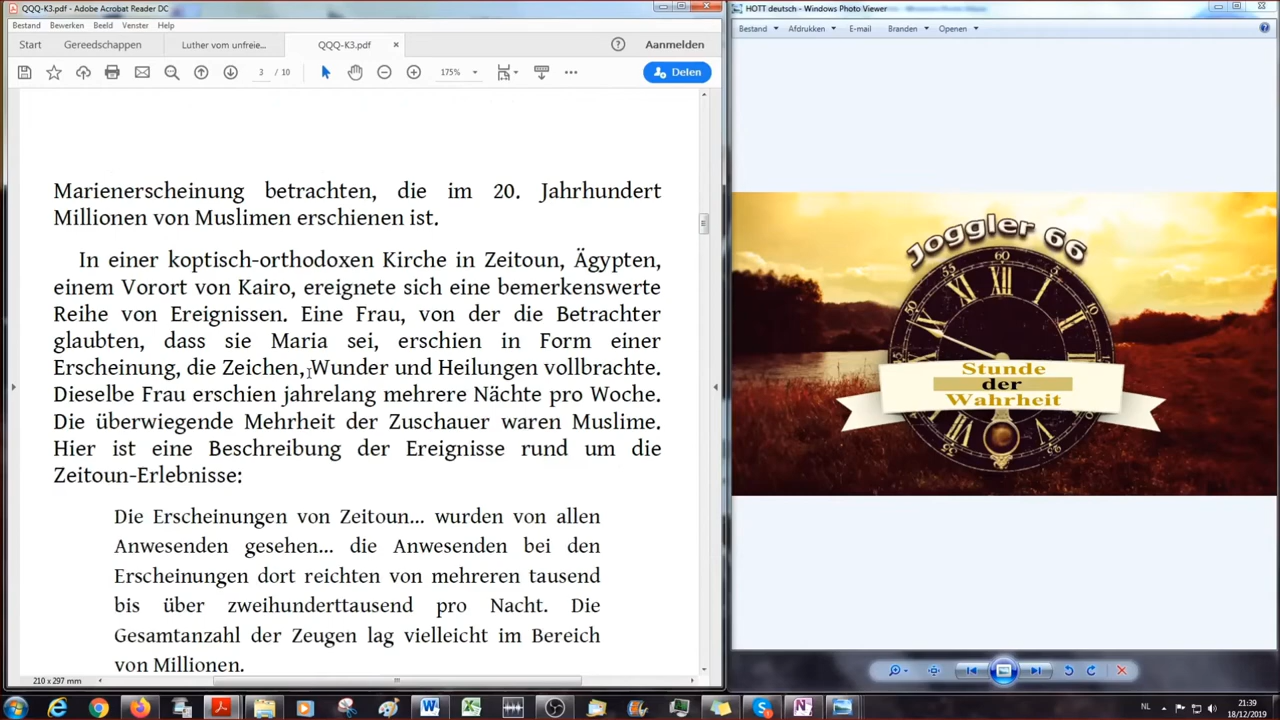 QQQ-K3.pdf - Adobe Acrobat Reader DC
Bestand Bewerken Beeld Venster Help
Start Gereedschappen Luther vom unfreie... QQQ-K3.pdf × Aanmelden
3 / 10 175% Delen
Marienerscheinung betrachten, die im 20. Jahrhundert
Millionen von Muslimen erschienen ist.
In einer koptisch-orthodoxen Kirche in Zeitoun, Ägypten,
einem Vorort von Kairo, ereignete sich eine bemerkenswerte
Reihe von Ereignissen. Eine Frau, von der die Betrachter
glaubten, dass sie Maria sei, erschien in Form einer
Erscheinung, die Zeichen, Wunder und Heilungen vollbrachte.
Dieselbe Frau erschien jahrelang mehrere Nächte pro Woche.
Die überwiegende Mehrheit der Zuschauer waren Muslime.
Hier ist eine Beschreibung der Ereignisse rund um die
Zeitoun-Erlebnisse:
Die Erscheinungen von Zeitoun... wurden von allen
Anwesenden gesehen... die Anwesenden bei den
Erscheinungen dort reichten von mehreren tausend
bis über zweihunderttausend pro Nacht. Die
Gesamtanzahl der Zeugen lag vielleicht im Bereich
von Millionen.
210 x 297 mm
HOTT deutsch - Windows Photo Viewer
Bestand Afdrukken E-mail Branden Openen
Joggler 66
60
5
10
50
55
XII
Stunde
der
Wahrheit
NL
21:39
18/12/2019